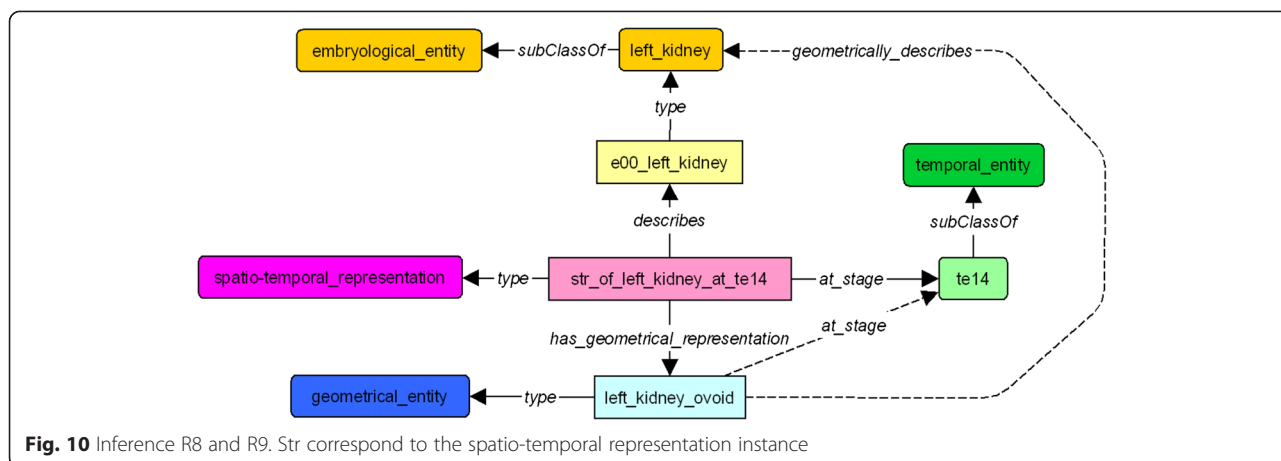 embryological_entity subClassOf left_kidney geometrically_describes
type
e00_left_kidney temporal_entity
describes subClassOf
spatio-temporal_representation type str_of_left_kidney_at_te14 at_stage te14
has_geometrical_representation at_stage
geometrical_entity type left_kidney_ovoid
Fig. 10 Inference R8 and R9. Str correspond to the spatio-temporal representation instance